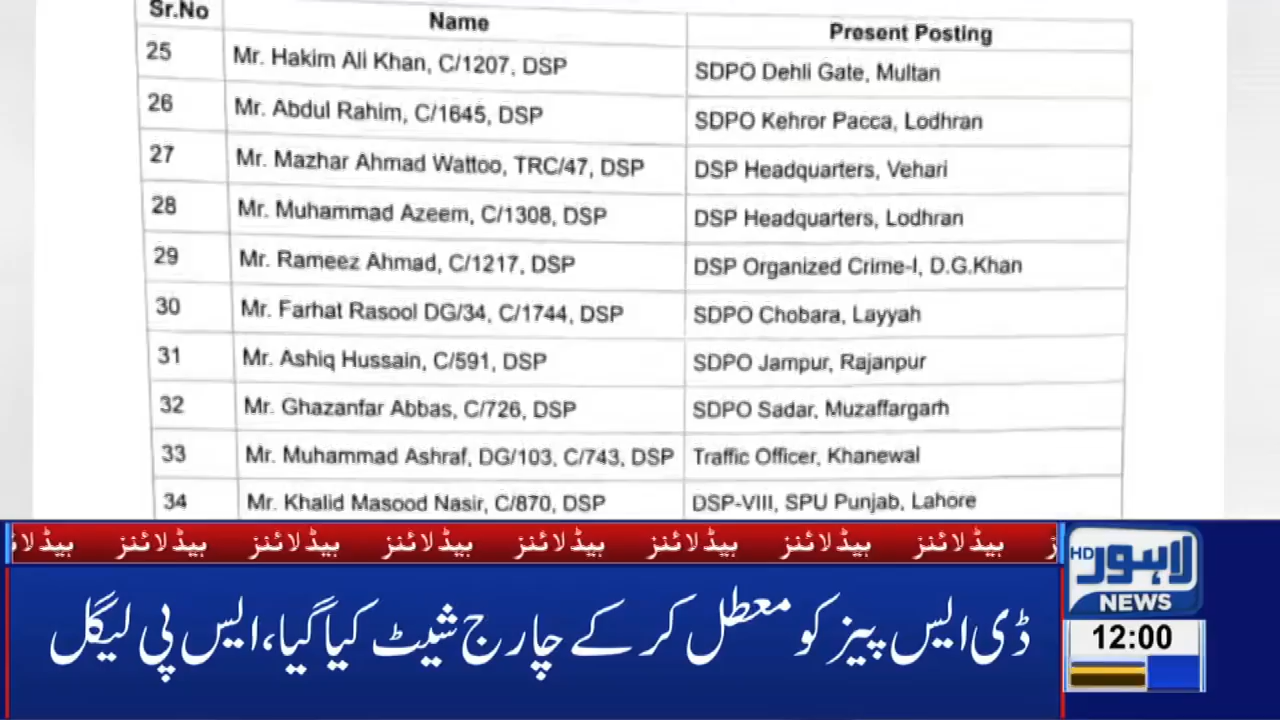 Sr.No Name Present Posting
25 Mr. Hakim Ali Khan, C/1207, DSP SDPO Dehli Gate, Multan
26 Mr. Abdul Rahim, C/1645, DSP SDPO Kehror Pacca, Lodhran
27 Mr. Mazhar Ahmad Wattoo, TRC/47, DSP DSP Headquarters, Vehari
28 Mr. Muhammad Azeem, C/1308, DSP DSP Headquarters, Lodhran
29 Mr. Rameez Ahmad, C/1217, DSP DSP Organized Crime-I, D.G.Khan
30 Mr. Farhat Rasool DG/34, C/1744, DSP SDPO Chobara, Layyah
31 Mr. Ashiq Hussain, C/591, DSP SDPO Jampur, Rajanpur
32 Mr. Ghazanfar Abbas, C/726, DSP SDPO Sadar, Muzaffargarh
33 Mr. Muhammad Ashraf, DG/103, C/743, DSP Traffic Officer, Khanewal
34 Mr. Khalid Masood Nasir, C/870, DSP DSP-VIII, SPU Punjab, Lahore
ہیڈلائنز ہیڈلائنز ہیڈلائنز ہیڈلائنز ہیڈلائنز ہیڈلائنز ہیڈلائنز ہیڈلا
لاہور HD
NEWS
ڈی ایس پیز کو معطل کر کے چارج شیٹ کیا گیا، ایس پی لیگل
12:00